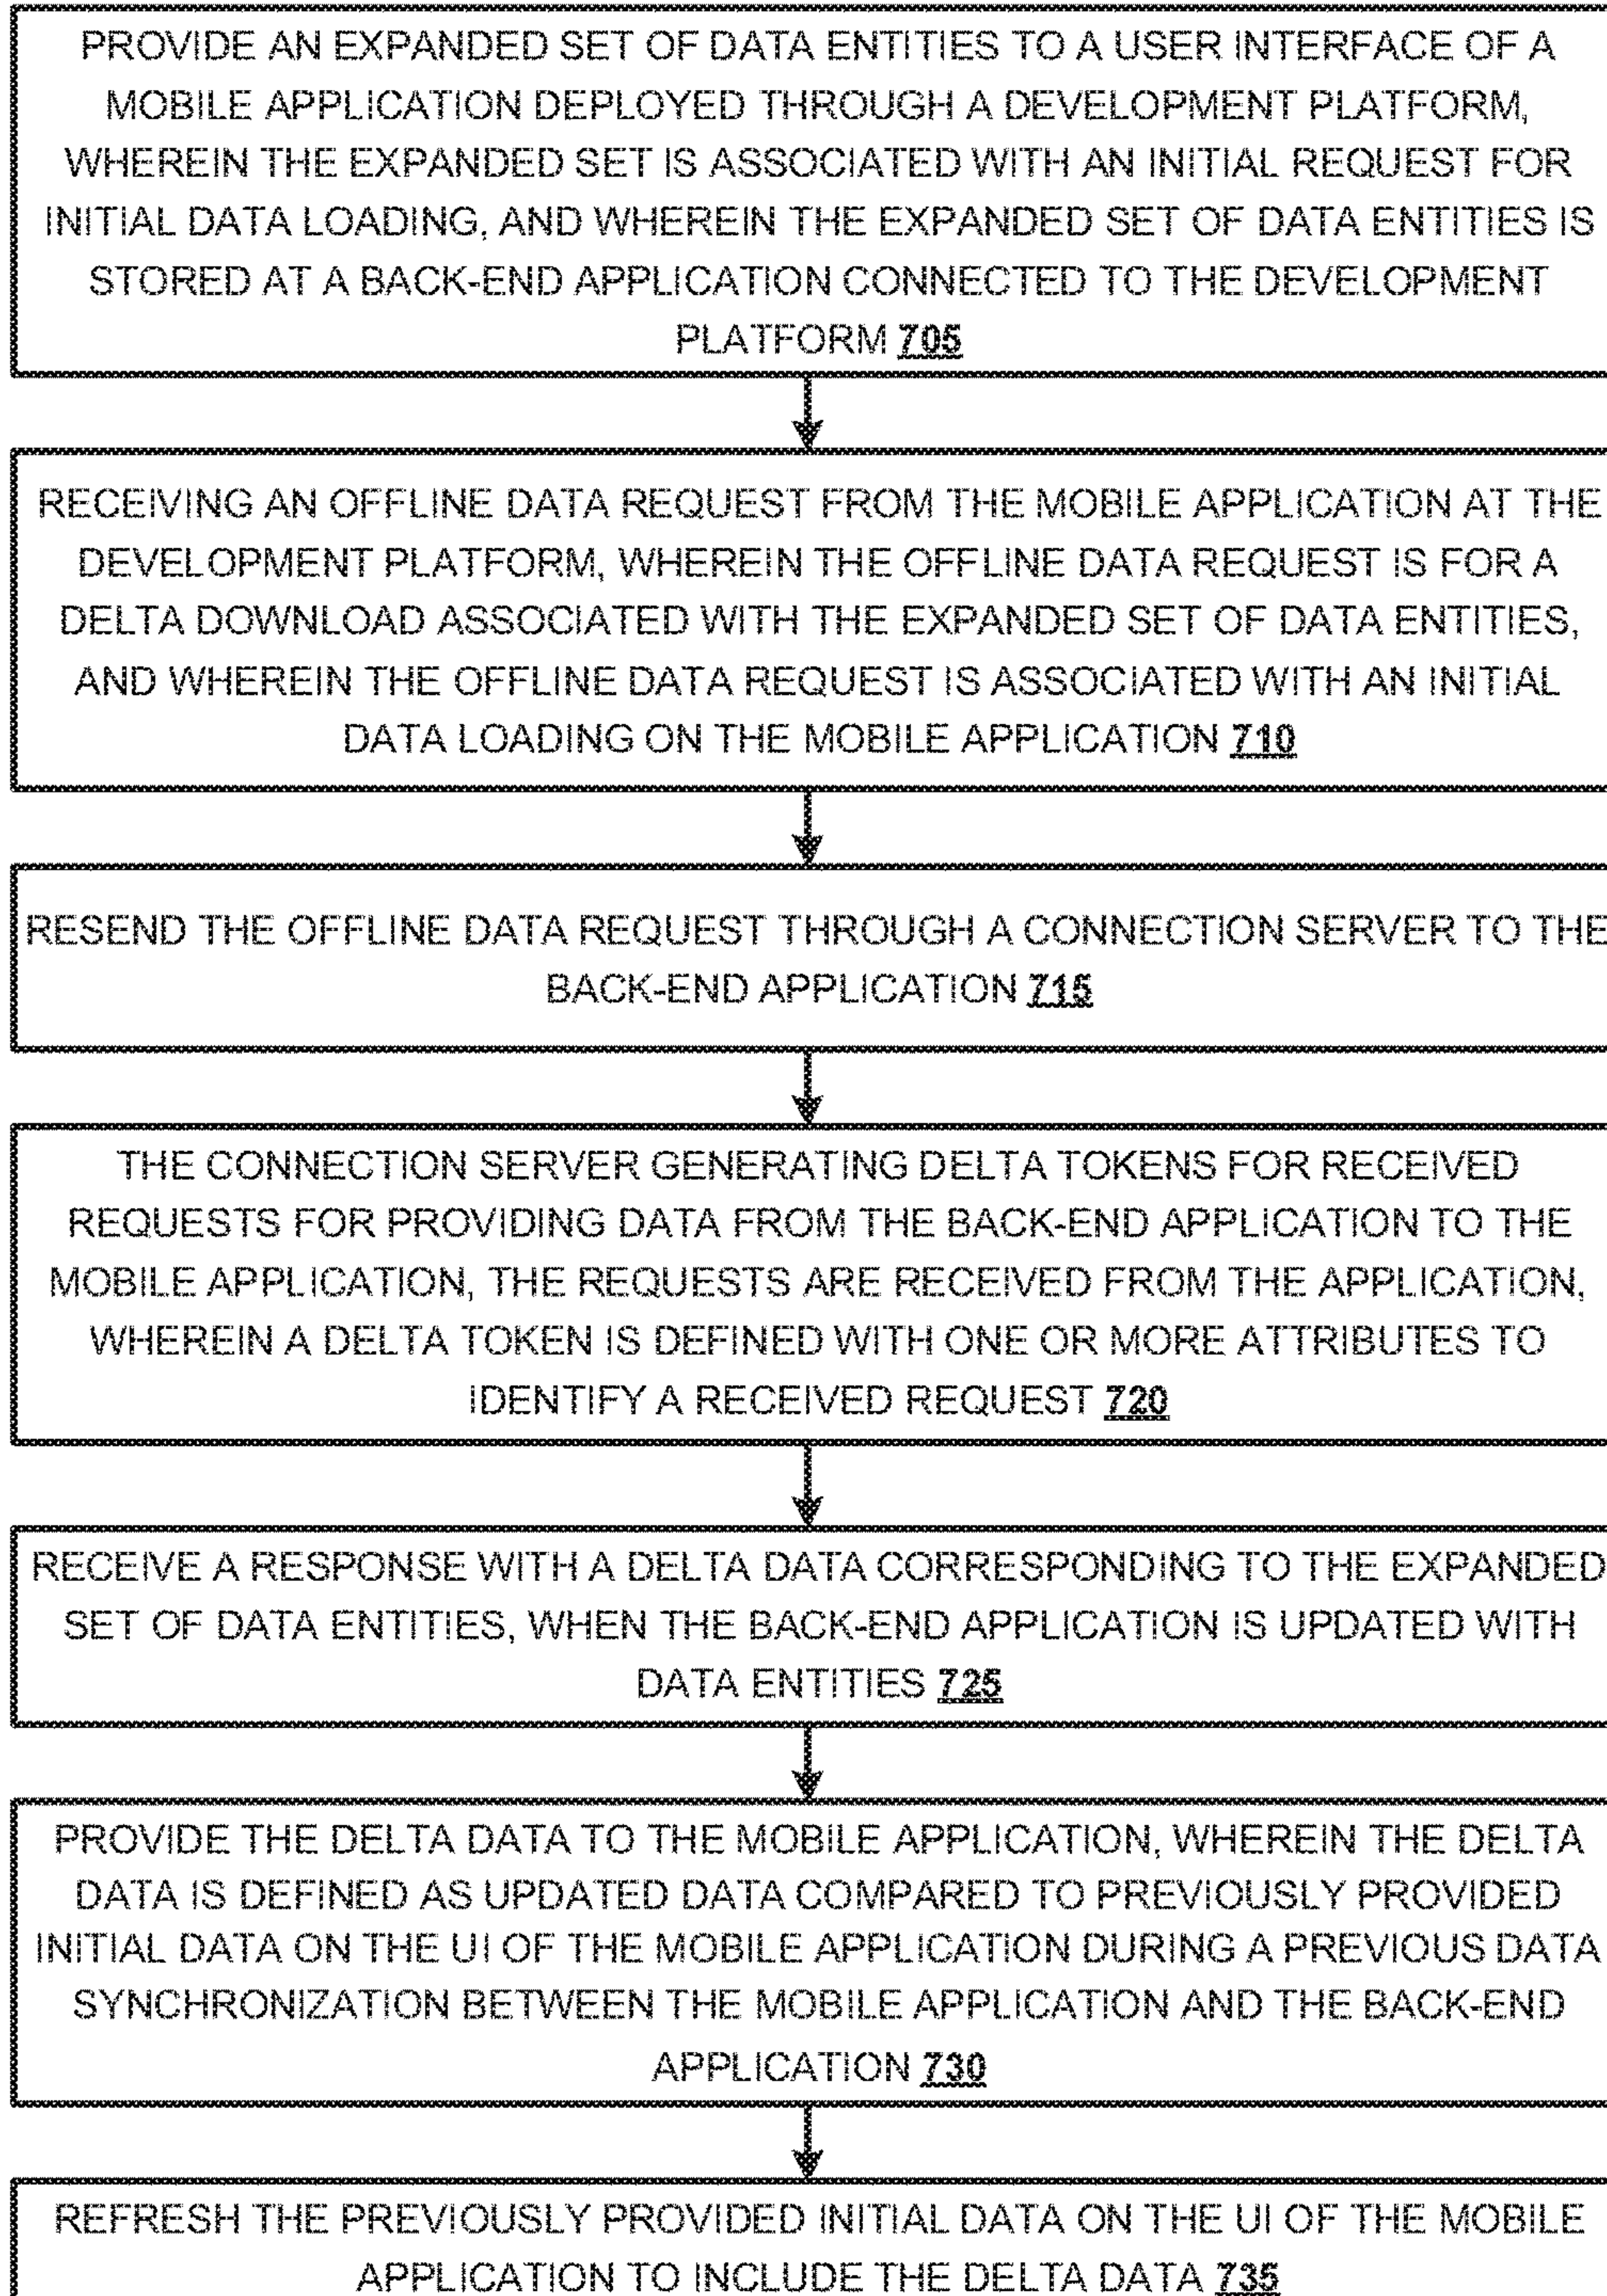 PROVIDE AN EXPANDED SET OF DATA ENTITIES TO A USER INTERFACE OF A
MOBILE APPLICATION DEPLOYED THROUGH A DEVELOPMENT PLATFORM,
WHEREIN THE EXPANDED SET IS ASSOCIATED WITH AN INITIAL REQUEST FOR
INITIAL DATA LOADING, AND WHEREIN THE EXPANDED SET OF DATA ENTITIES IS
STORED AT A BACK-END APPLICATION CONNECTED TO THE DEVELOPMENT
PLATFORM 705
RECEIVING AN OFFLINE DATA REQUEST FROM THE MOBILE APPLICATION AT THE
DEVELOPMENT PLATFORM, WHEREIN THE OFFLINE DATA REQUEST IS FOR A
DELTA DOWNLOAD ASSOCIATED WITH THE EXPANDED SET OF DATA ENTITIES,
AND WHEREIN THE OFFLINE DATA REQUEST IS ASSOCIATED WITH AN INITIAL
DATA LOADING ON THE MOBILE APPLICATION 710
RESEND THE OFFLINE DATA REQUEST THROUGH A CONNECTION SERVER TO THE
BACK-END APPLICATION 715
THE CONNECTION SERVER GENERATING DELTA TOKENS FOR RECEIVED
REQUESTS FOR PROVIDING DATA FROM THE BACK-END APPLICATION TO THE
MOBILE APPLICATION, THE REQUESTS ARE RECEIVED FROM THE APPLICATION,
WHEREIN A DELTA TOKEN IS DEFINED WITH ONE OR MORE ATTRIBUTES TO
IDENTIFY A RECEIVED REQUEST 720
RECEIVE A RESPONSE WITH A DELTA DATA CORRESPONDING TO THE EXPANDED
SET OF DATA ENTITIES, WHEN THE BACK-END APPLICATION IS UPDATED WITH
DATA ENTITIES 725
PROVIDE THE DELTA DATA TO THE MOBILE APPLICATION, WHEREIN THE DELTA
DATA IS DEFINED AS UPDATED DATA COMPARED TO PREVIOUSLY PROVIDED
INITIAL DATA ON THE UI OF THE MOBILE APPLICATION DURING A PREVIOUS DATA
SYNCHRONIZATION BETWEEN THE MOBILE APPLICATION AND THE BACK-END
APPLICATION 730
REFRESH THE PREVIOUSLY PROVIDED INITIAL DATA ON THE UI OF THE MOBILE
APPLICATION TO INCLUDE THE DELTA DATA 735